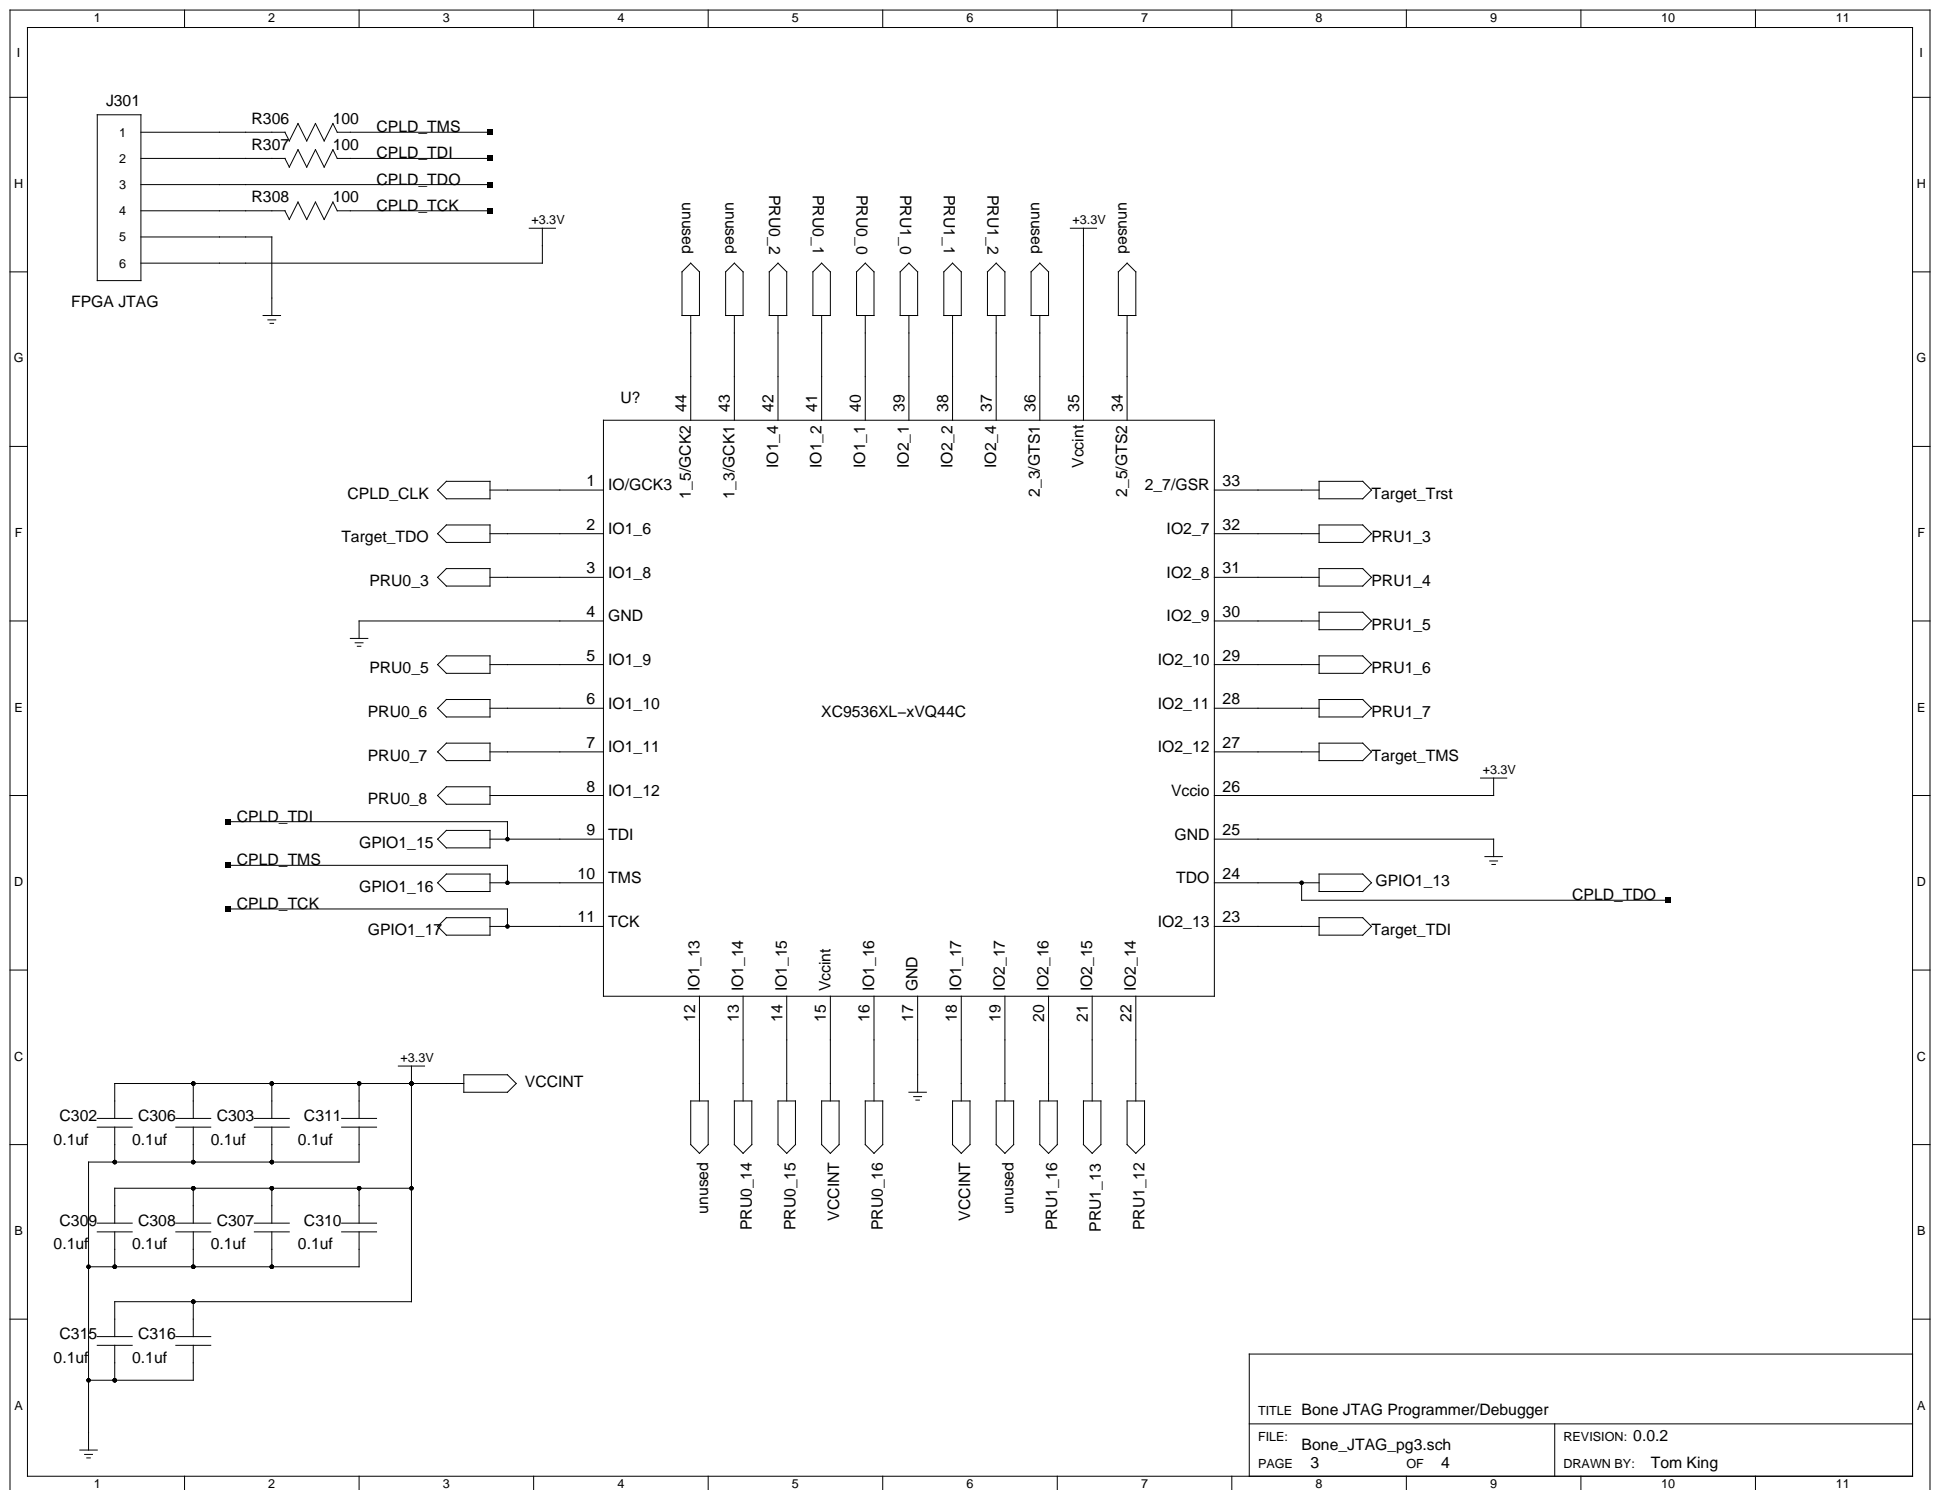 1 2 3 4 5 6 7 8 9 10 11
I I
H H
G G
F F
E E
D D
C C
B B
A A
J301
1 R306 100 CPLD_TMS
2 R307 100 CPLD_TDI
3 CPLD_TDO
4 R308 100 CPLD_TCK
5
6 +3.3V
FPGA JTAG
unused unused PRU0_2 PRU0_1 PRU0_0 PRU1_0 PRU1_1 PRU1_2 unused +3.3V unused
U?
44 43 42 41 40 39 38 37 36 35 34
1_5/GCK2 1_3/GCK1 IO1_4 IO1_2 IO1_1 IO2_1 IO2_2 IO2_4 2_3/GTS1 Vccint 2_5/GTS2
CPLD_CLK 1 IO/GCK3
Target_TDO 2 IO1_6
PRU0_3 3 IO1_8
4 GND
PRU0_5 5 IO1_9
PRU0_6 6 IO1_10
PRU0_7 7 IO1_11
PRU0_8 8 IO1_12
CPLD_TDI
GPIO1_15 9 TDI
CPLD_TMS
GPIO1_16 10 TMS
CPLD_TCK
GPIO1_17 11 TCK
XC9536XL–xVQ44C
2_7/GSR 33 Target_Trst
IO2_7 32 PRU1_3
IO2_8 31 PRU1_4
IO2_9 30 PRU1_5
IO2_10 29 PRU1_6
IO2_11 28 PRU1_7
IO2_12 27 Target_TMS
+3.3V
Vccio 26
GND 25
TDO 24 GPIO1_13
CPLD_TDO
IO2_13 23 Target_TDI
IO1_13 IO1_14 IO1_15 Vccint IO1_16 GND IO1_17 IO2_17 IO2_16 IO2_15 IO2_14
12 13 14 15 16 17 18 19 20 21 22
unused PRU0_14 PRU0_15 VCCINT PRU0_16 VCCINT unused PRU1_16 PRU1_13 PRU1_12
+3.3V
VCCINT
C302 C306 C303 C311
0.1uf 0.1uf 0.1uf 0.1uf
C309 C308 C307 C310
0.1uf 0.1uf 0.1uf 0.1uf
C315 C316
0.1uf 0.1uf
TITLE Bone JTAG Programmer/Debugger
FILE: Bone_JTAG_pg3.sch REVISION: 0.0.2
PAGE 3 OF 4 DRAWN BY: Tom King
1 2 3 4 5 6 7 8 9 10 11